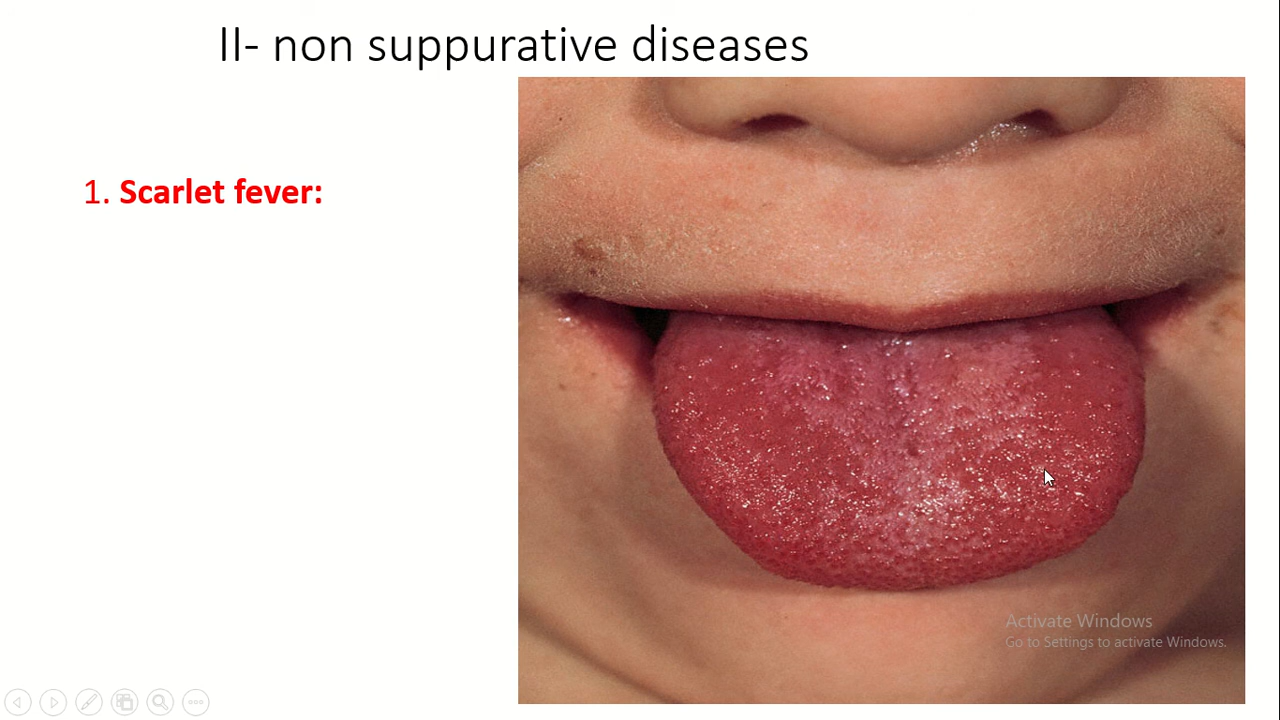 II- non suppurative diseases
1. Scarlet fever:
Activate Windows
Go to Settings to activate Windows.